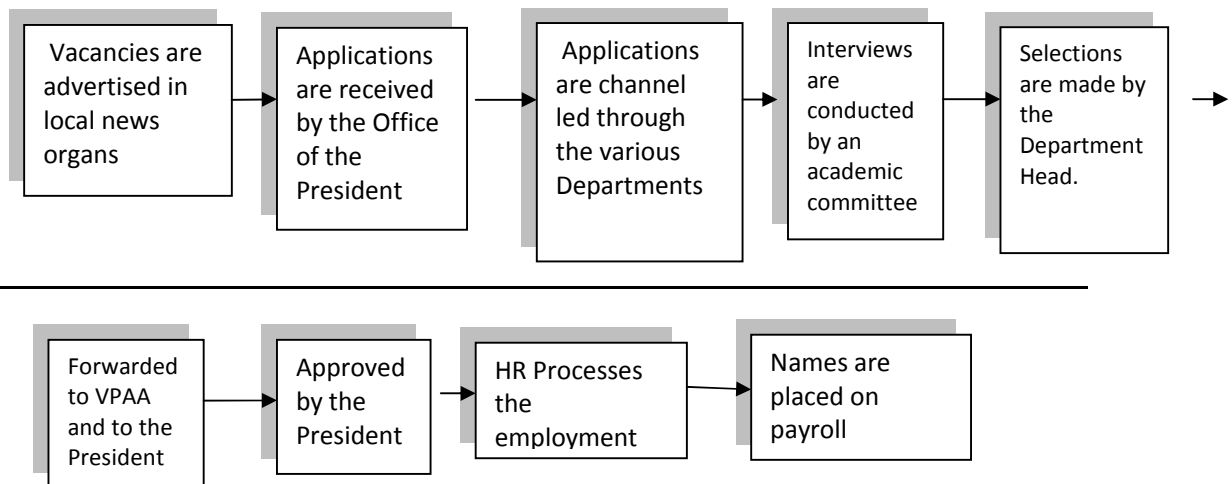 Vacancies are
advertised in
local news
organs
Applications
are received
by the Office
of the
President
Applications
are channel
led through
the various
Departments
Interviews
are
conducted
by an
academic
committee
Selections
are made by
the
Department
Head.
Forwarded
to VPAA
and to the
President
Approved
by the
President
HR Processes
the
employment
Names are
placed on
payroll